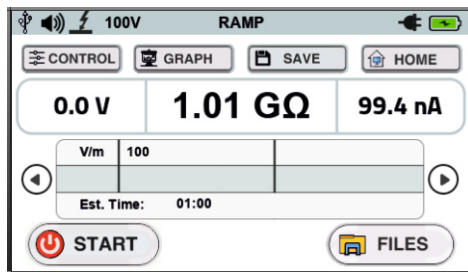 100V RAMP
CONTROL GRAPH SAVE HOME
0.0 V 1.01 GΩ 99.4 nA
V/m 100
Est. Time: 01:00
START FILES